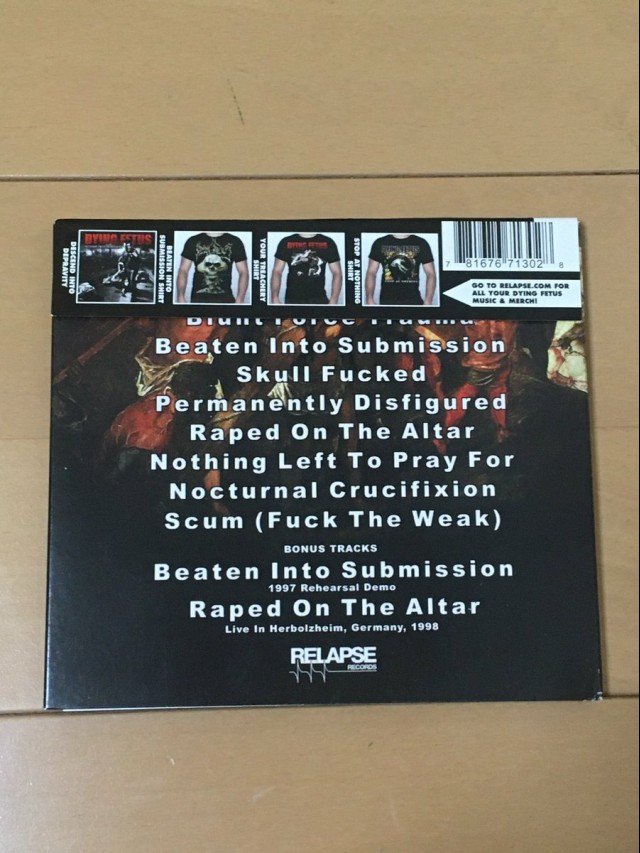 DYING FETUS
DESCEND INTO
DEPRAVITY
BEATEN INTO
SUBMISSION SHIRT
YOUR TREACHERY
SHIRT
STOP AT NOTHING
SHIRT
7 81676 71302 8
GO TO RELAPSE.COM FOR
ALL YOUR DYING FETUS
MUSIC & MERCH!
Blunt Force Trauma
Beaten Into Submission
Skull Fucked
Permanently Disfigured
Raped On The Altar
Nothing Left To Pray For
Nocturnal Crucifixion
Scum (Fuck The Weak)
BONUS TRACKS
Beaten Into Submission
1997 Rehearsal Demo
Raped On The Altar
Live In Herbolzheim, Germany, 1998
RELAPSE
RECORDS